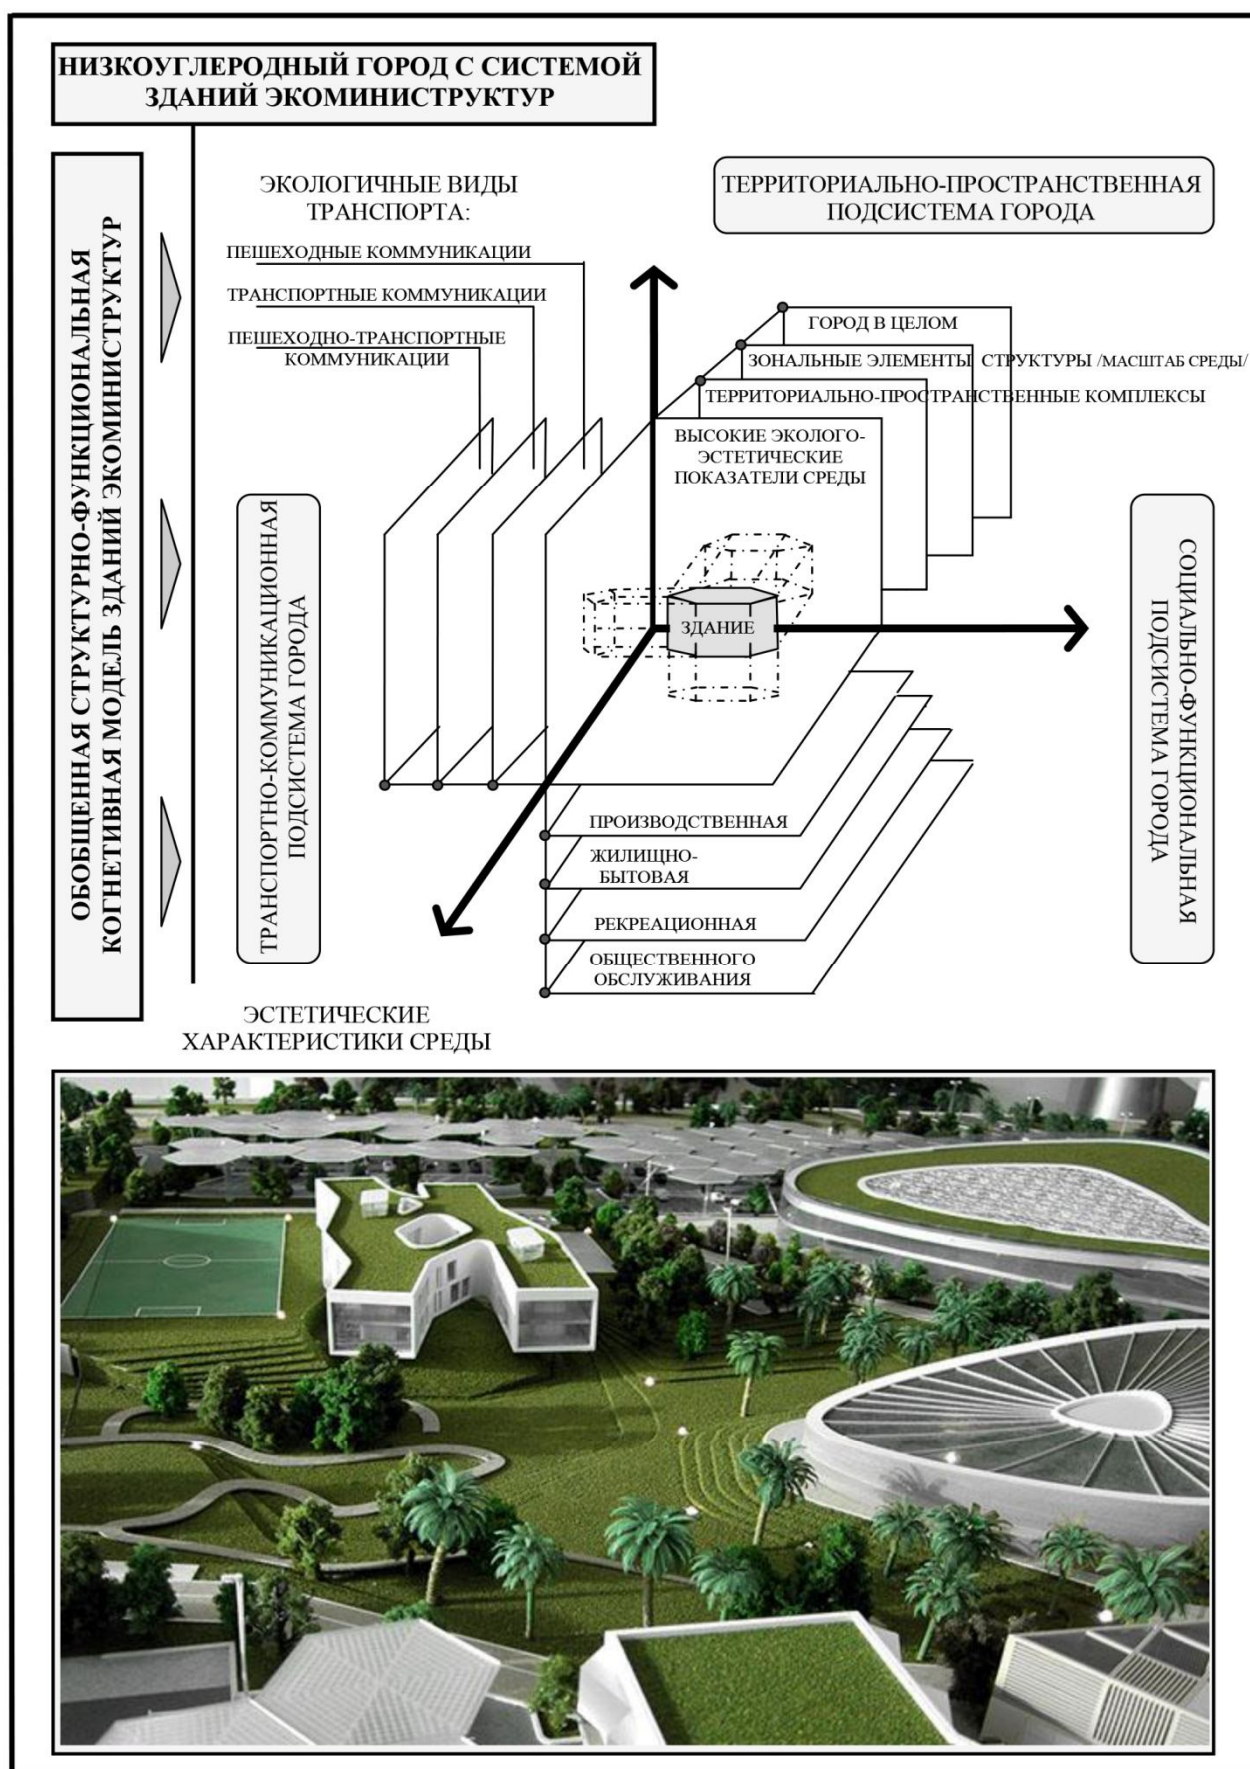 НИЗКОУГЛЕРОДНЫЙ ГОРОД С СИСТЕМОЙ
ЗДАНИЙ ЭКОМИНИСТРУКТУР
ОБОБЩЕННАЯ СТРУКТУРНО-ФУНКЦИОНАЛЬНАЯ
КОГНЕТИВНАЯ МОДЕЛЬ ЗДАНИЙ ЭКОМИНИСТРУКТУР
ЭКОЛОГИЧНЫЕ ВИДЫ
ТРАНСПОРТА:
ПЕШЕХОДНЫЕ КОММУНИКАЦИИ
ТРАНСПОРТНЫЕ КОММУНИКАЦИИ
ПЕШЕХОДНО-ТРАНСПОРТНЫЕ
КОММУНИКАЦИИ
ТЕРРИТОРИАЛЬНО-ПРОСТРАНСТВЕННАЯ
ПОДСИСТЕМА ГОРОДА
ГОРОД В ЦЕЛОМ
ЗОНАЛЬНЫЕ ЭЛЕМЕНТЫ СТРУКТУРЫ /МАСШТАБ СРЕДЫ/
ТЕРРИТОРИАЛЬНО-ПРОСТРАНСТВЕННЫЕ КОМПЛЕКСЫ
ВЫСОКИЕ ЭКОЛОГО-
ЭСТЕТИЧЕСКИЕ
ПОКАЗАТЕЛИ СРЕДЫ
ТРАНСПОРТНО-КОММУНИКАЦИОННАЯ
ПОДСИСТЕМА ГОРОДА
ЗДАНИЕ
СОЦИАЛЬНО-ФУНКЦИОНАЛЬНАЯ
ПОДСИСТЕМА ГОРОДА
ПРОИЗВОДСТВЕННАЯ
ЖИЛИЩНО-
БЫТОВАЯ
РЕКРЕАЦИОННАЯ
ОБЩЕСТВЕННОГО
ОБСЛУЖИВАНИЯ
ЭСТЕТИЧЕСКИЕ
ХАРАКТЕРИСТИКИ СРЕДЫ